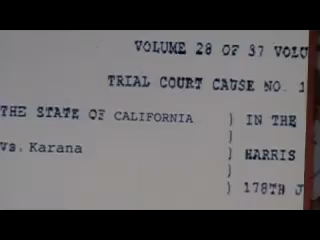 VOLUME 28 OF 37 VOLU
TRIAL COURT CAUSE NO. 1
THE STATE OF CALIFORNIA ) IN THE
)
vs. Karana ) HARRIS
)
) 178TH J